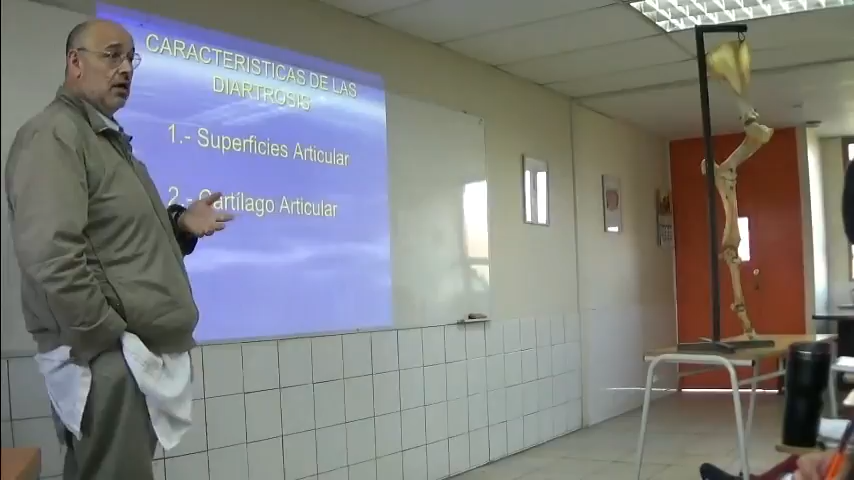 CARACTERISTICAS DE LAS
DIARTROSIS
1.- Superficies Articular
2.- Cartílago Articular